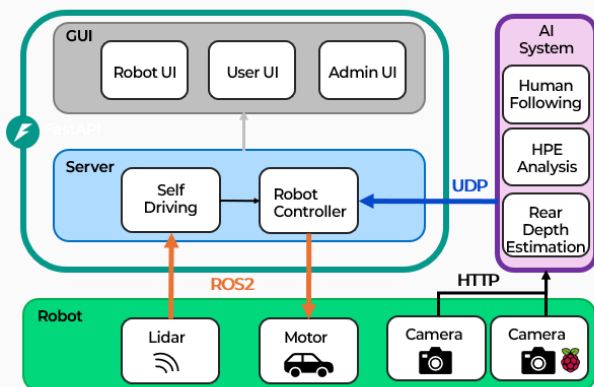 GUI
Robot UI
User UI
Admin UI
FastAPI
Server
Self
Driving
Robot
Controller
UDP
AI
System
Human
Following
HPE
Analysis
Rear
Depth
Estimation
ROS2
HTTP
Robot
Lidar
Motor
Camera
Camera